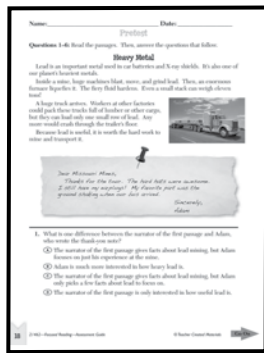 Name: Date:
Pretest
Questions 1-6: Read the passages. Then, answer the questions that follow.
Heavy Metal
Lead is an important metal used in car batteries and X-ray shields. It's also one of
our planet's heaviest metals.
Inside a mine, huge machines blast, move, and grind lead. Then, an enormous
furnace liquefies it. The fiery fluid hardens. Even a small stack can weigh eleven
tons!
A huge truck arrives. Workers at other factories
could pack these trucks full of lumber or other cargo,
but they can load only one small row of lead. Any
more would crash through the trailer's floor.
Because lead is useful, it is worth the hard work to
mine and transport it.
Dear Missouri Mines,
Thanks for the tour. The hard hats were awesome.
I still have my earplugs! My favorite part was the
ground shaking when our bus arrived.
Sincerely,
Adam
1. What is one difference between the narrator of the first passage and Adam,
who wrote the thank-you note?
A The narrator of the first passage gives facts about lead mining, but Adam
focuses on just his experience at the mine.
B Adam is much more interested in how heavy lead is.
C The narrator of the first passage gives facts about lead mining, but Adam
only picks a few facts about lead to focus on.
D The narrator of the first passage is only interested in how useful lead is.
Focused Reading—Assessment Guide
© Teacher Created Materials